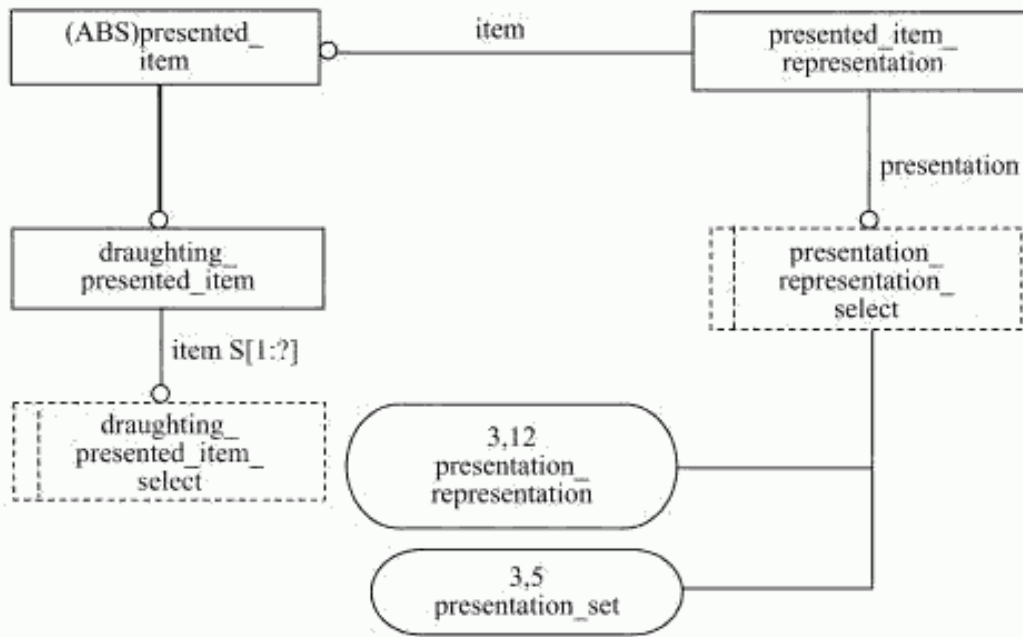 (ABS)presented_
item
item
presented_item_
representation
presentation
draughting_
presented_item
presentation_
representation_
select
item S[1:?]
draughting_
presented_item_
select
3,12
presentation_
representation
3,5
presentation_set